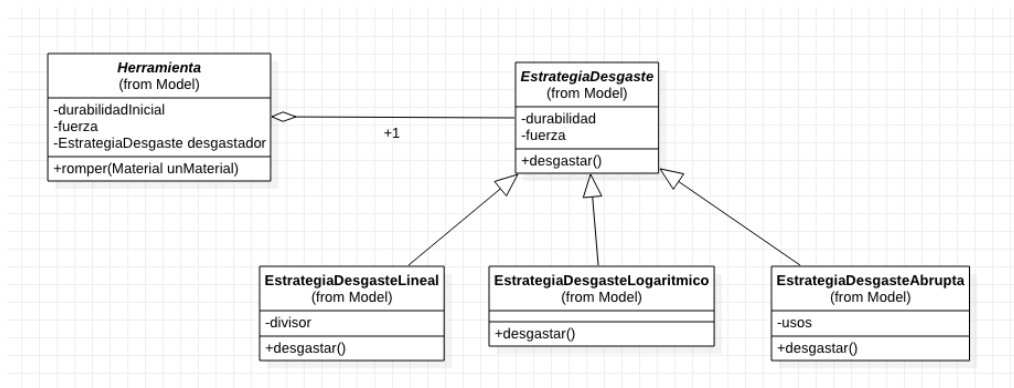 Herramienta
(from Model)
-durabilidadInicial
-fuerza
-EstrategiaDesgaste desgastador
+romper(Material unMaterial)
+1
EstrategiaDesgaste
(from Model)
-durabilidad
-fuerza
+desgastar()
EstrategiaDesgasteLineal
(from Model)
-divisor
+desgastar()
EstrategiaDesgasteLogaritmico
(from Model)
+desgastar()
EstrategiaDesgasteAbrupta
(from Model)
-usos
+desgastar()